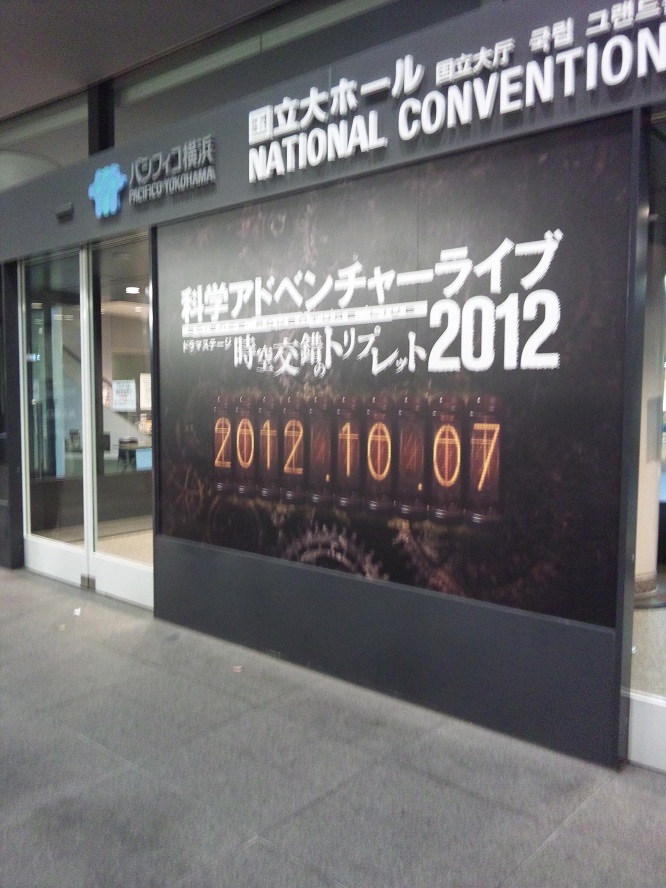 国立大ホール 国立大厅 국립 그랜드
NATIONAL CONVENTION
パシフィコ横浜
PACIFICO YOKOHAMA
科学アドベンチャーライブ
2012
ドラマステージ 時空交錯のトリプレット
2012.10.07